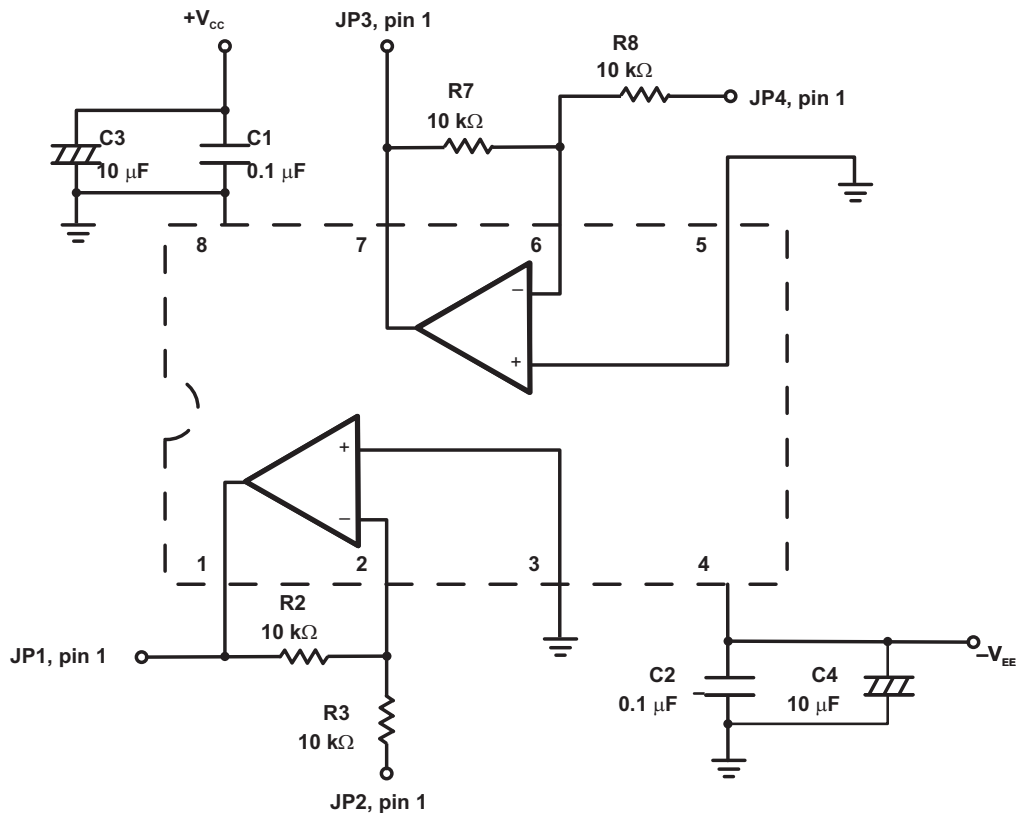 +VCC
JP3, pin 1
R8
10 kΩ
JP4, pin 1
R7
10 kΩ
C3
10 μF
C1
0.1 μF
8
7
6
5
−
+
+
−
1
2
3
4
R2
10 kΩ
JP1, pin 1
R3
10 kΩ
JP2, pin 1
C2
0.1 μF
C4
10 μF
–VEE